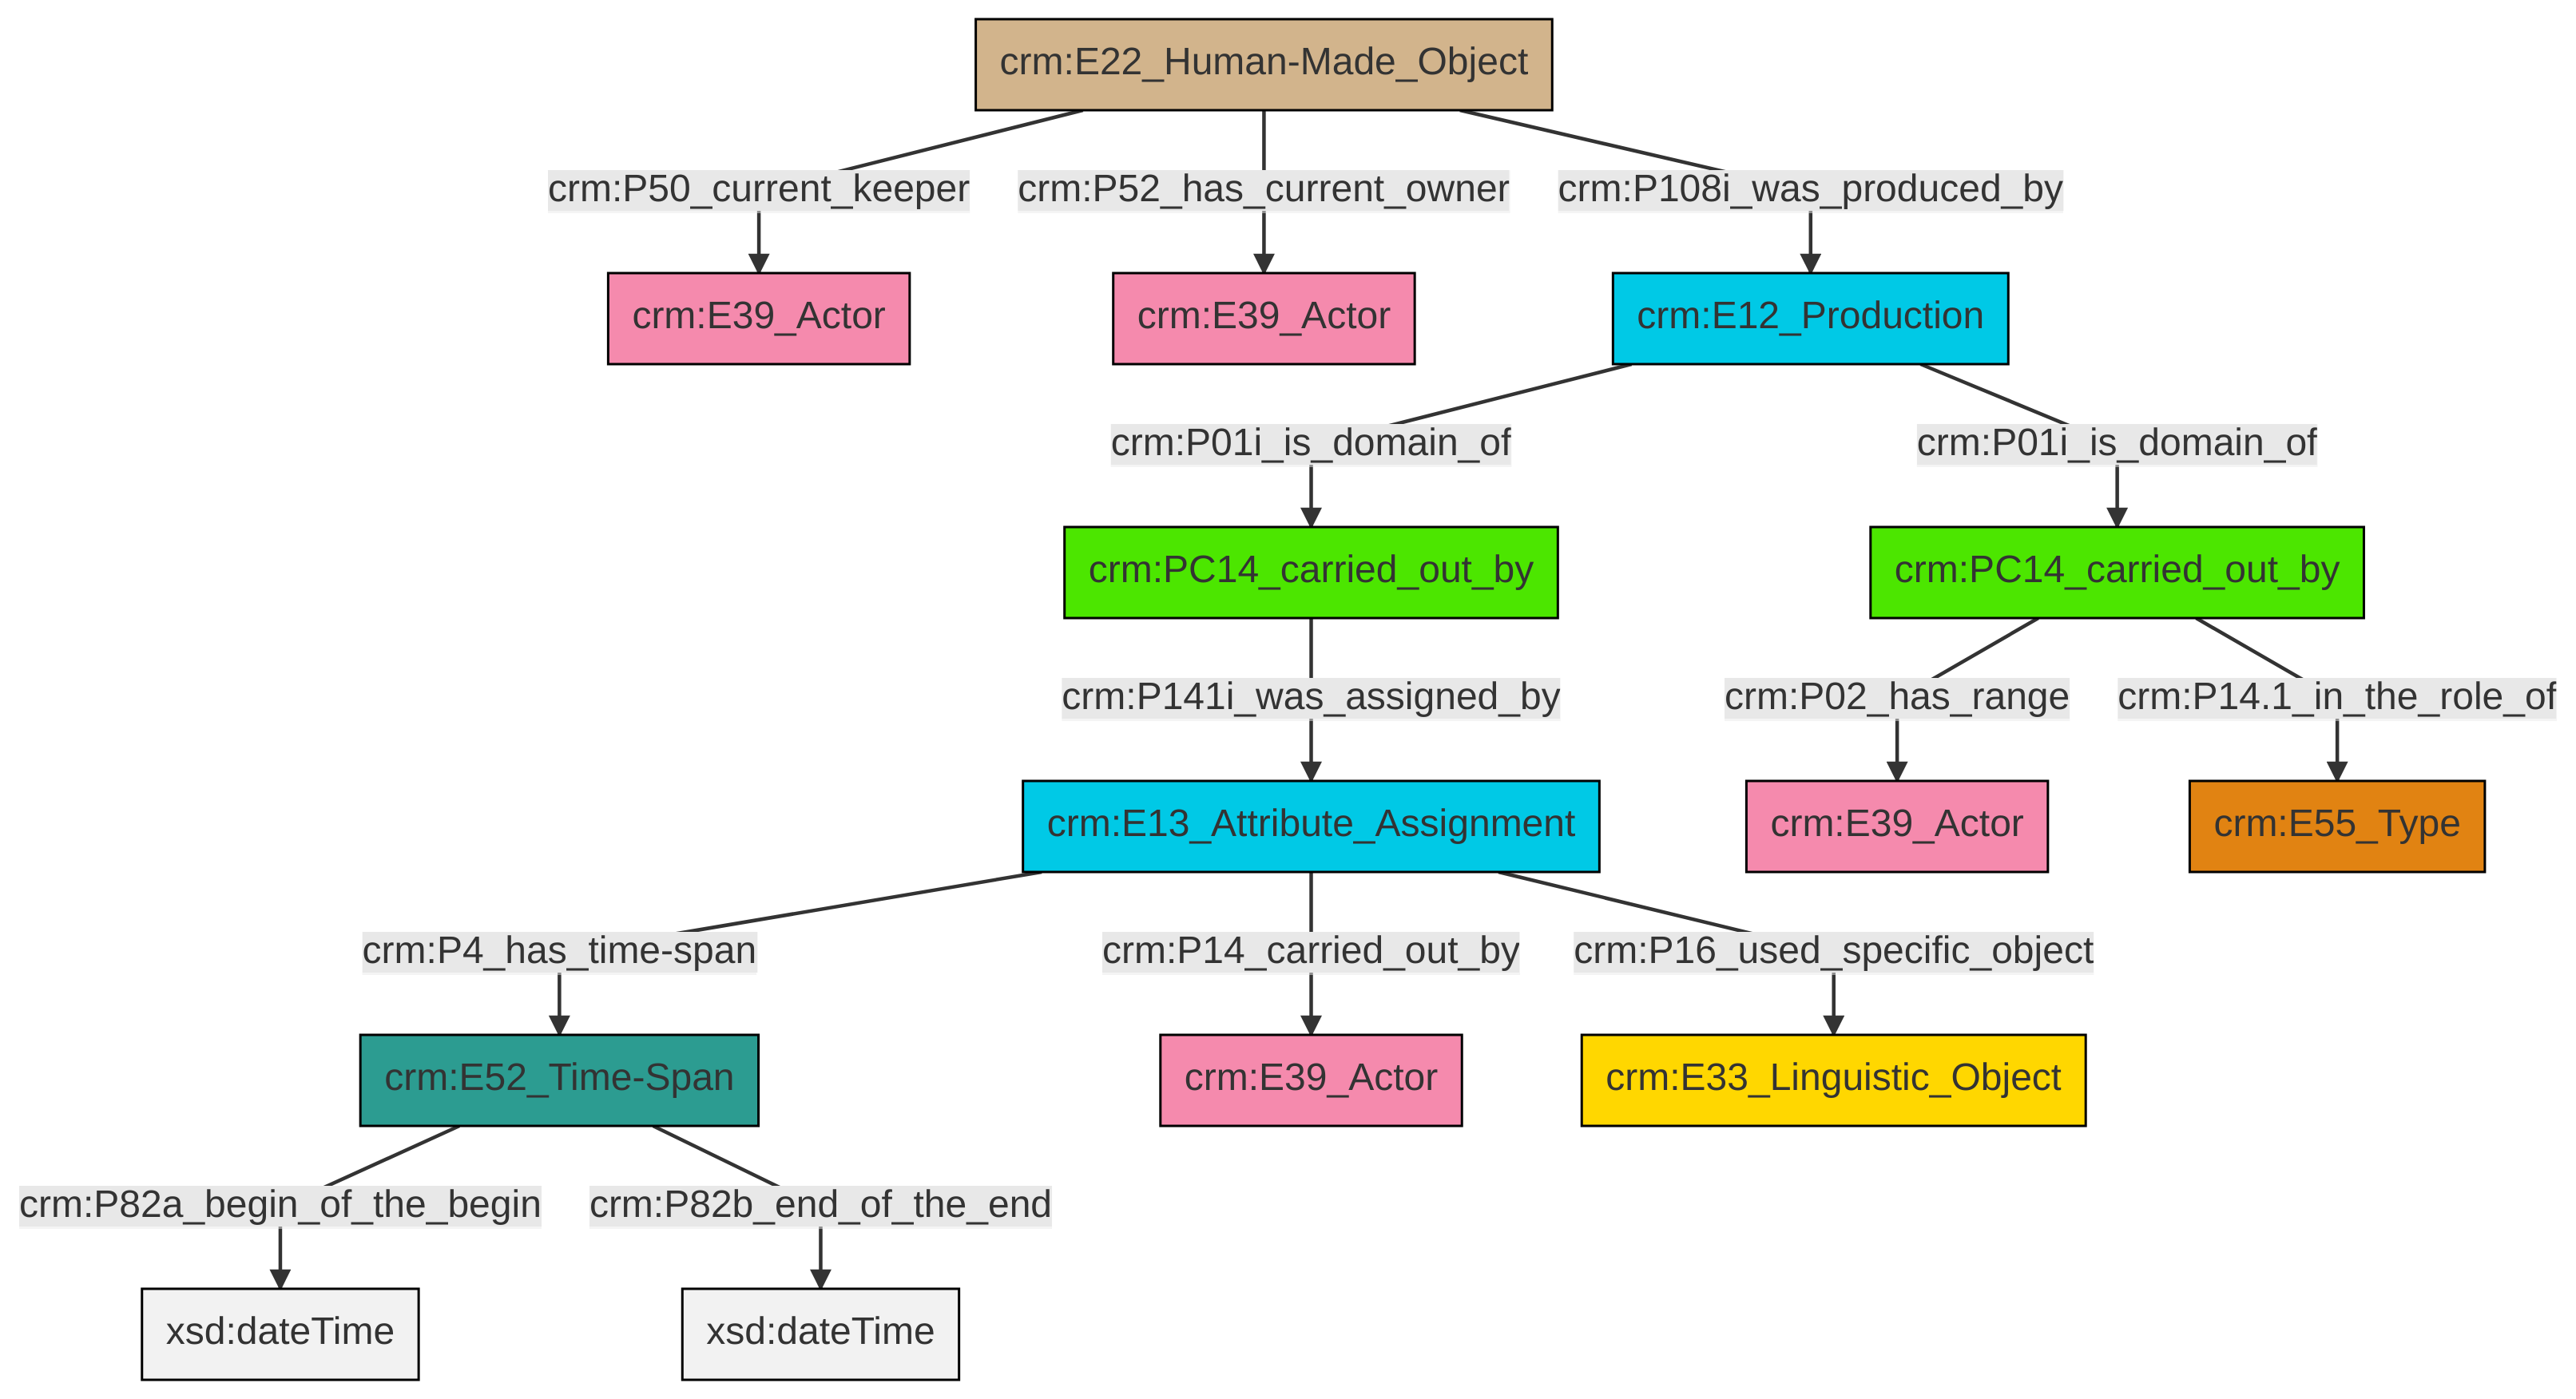 crm:E22_Human-Made_Object
crm:P50_current_keeper
crm:P52_has_current_owner
crm:P108i_was_produced_by
crm:E39_Actor
crm:E39_Actor
crm:E12_Production
crm:P01i_is_domain_of
crm:P01i_is_domain_of
crm:PC14_carried_out_by
crm:PC14_carried_out_by
crm:P141i_was_assigned_by
crm:P02_has_range
crm:P14.1_in_the_role_of
crm:E13_Attribute_Assignment
crm:E39_Actor
crm:E55_Type
crm:P4_has_time-span
crm:P14_carried_out_by
crm:P16_used_specific_object
crm:E52_Time-Span
crm:E39_Actor
crm:E33_Linguistic_Object
crm:P82a_begin_of_the_begin
crm:P82b_end_of_the_end
xsd:dateTime
xsd:dateTime